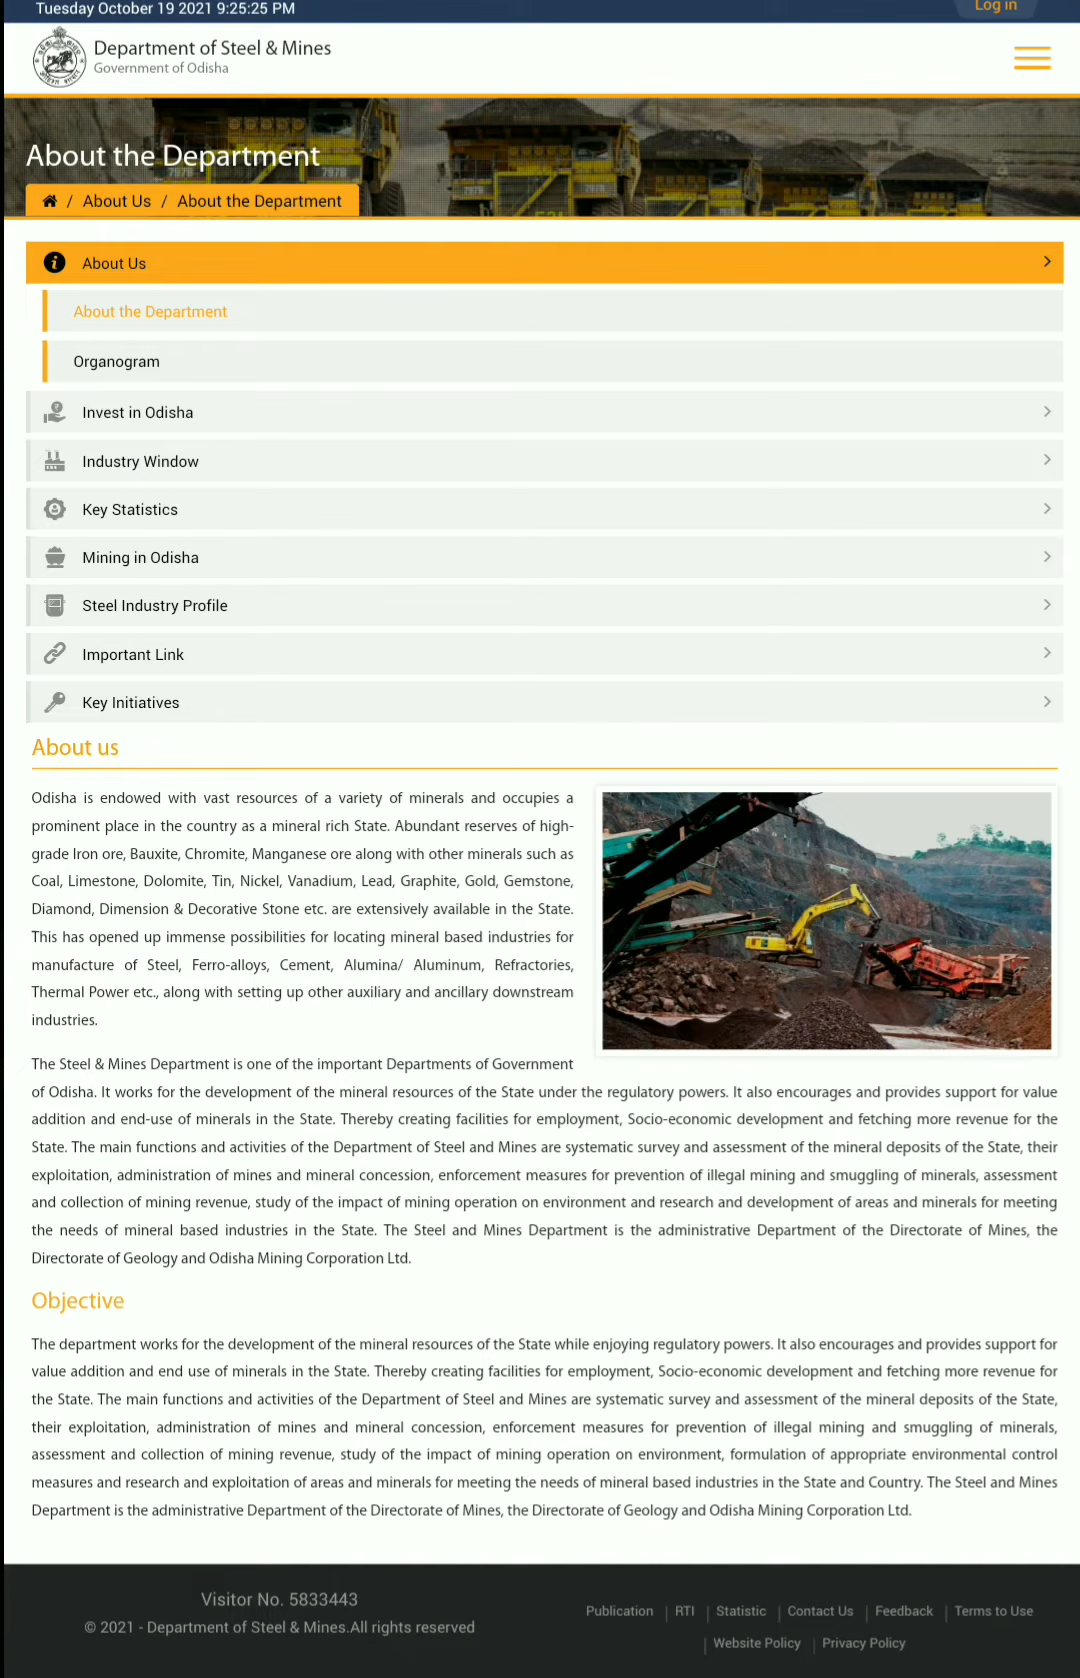 Tuesday October 19 2021 9:25:25 PM
Log in
Department of Steel & Mines
Government of Odisha
797B
797B
797B
About the Department
/ About Us / About the Department
About Us
About the Department
Organogram
Invest in Odisha
Industry Window
Key Statistics
Mining in Odisha
Steel Industry Profile
Important Link
Key Initiatives
About us
Odisha is endowed with vast resources of a variety of minerals and occupies a
prominent place in the country as a mineral rich State. Abundant reserves of high-
grade Iron ore, Bauxite, Chromite, Manganese ore along with other minerals such as
Coal, Limestone, Dolomite, Tin, Nickel, Vanadium, Lead, Graphite, Gold, Gemstone,
Diamond, Dimension & Decorative Stone etc. are extensively available in the State.
This has opened up immense possibilities for locating mineral based industries for
manufacture of Steel, Ferro-alloys, Cement, Alumina/ Aluminum, Refractories,
Thermal Power etc., along with setting up other auxiliary and ancillary downstream
industries.
The Steel & Mines Department is one of the important Departments of Government
of Odisha. It works for the development of the mineral resources of the State under the regulatory powers. It also encourages and provides support for value
addition and end-use of minerals in the State. Thereby creating facilities for employment, Socio-economic development and fetching more revenue for the
State. The main functions and activities of the Department of Steel and Mines are systematic survey and assessment of the mineral deposits of the State, their
exploitation, administration of mines and mineral concession, enforcement measures for prevention of illegal mining and smuggling of minerals, assessment
and collection of mining revenue, study of the impact of mining operation on environment and research and development of areas and minerals for meeting
the needs of mineral based industries in the State. The Steel and Mines Department is the administrative Department of the Directorate of Mines, the
Directorate of Geology and Odisha Mining Corporation Ltd.
Objective
The department works for the development of the mineral resources of the State while enjoying regulatory powers. It also encourages and provides support for
value addition and end use of minerals in the State. Thereby creating facilities for employment, Socio-economic development and fetching more revenue for
the State. The main functions and activities of the Department of Steel and Mines are systematic survey and assessment of the mineral deposits of the State,
their exploitation, administration of mines and mineral concession, enforcement measures for prevention of illegal mining and smuggling of minerals,
assessment and collection of mining revenue, study of the impact of mining operation on environment, formulation of appropriate environmental control
measures and research and exploitation of areas and minerals for meeting the needs of mineral based industries in the State and Country. The Steel and Mines
Department is the administrative Department of the Directorate of Mines, the Directorate of Geology and Odisha Mining Corporation Ltd.
Visitor No. 5833443
© 2021 - Department of Steel & Mines.All rights reserved
Publication | RTI | Statistic | Contact Us | Feedback | Terms to Use
| Website Policy | Privacy Policy